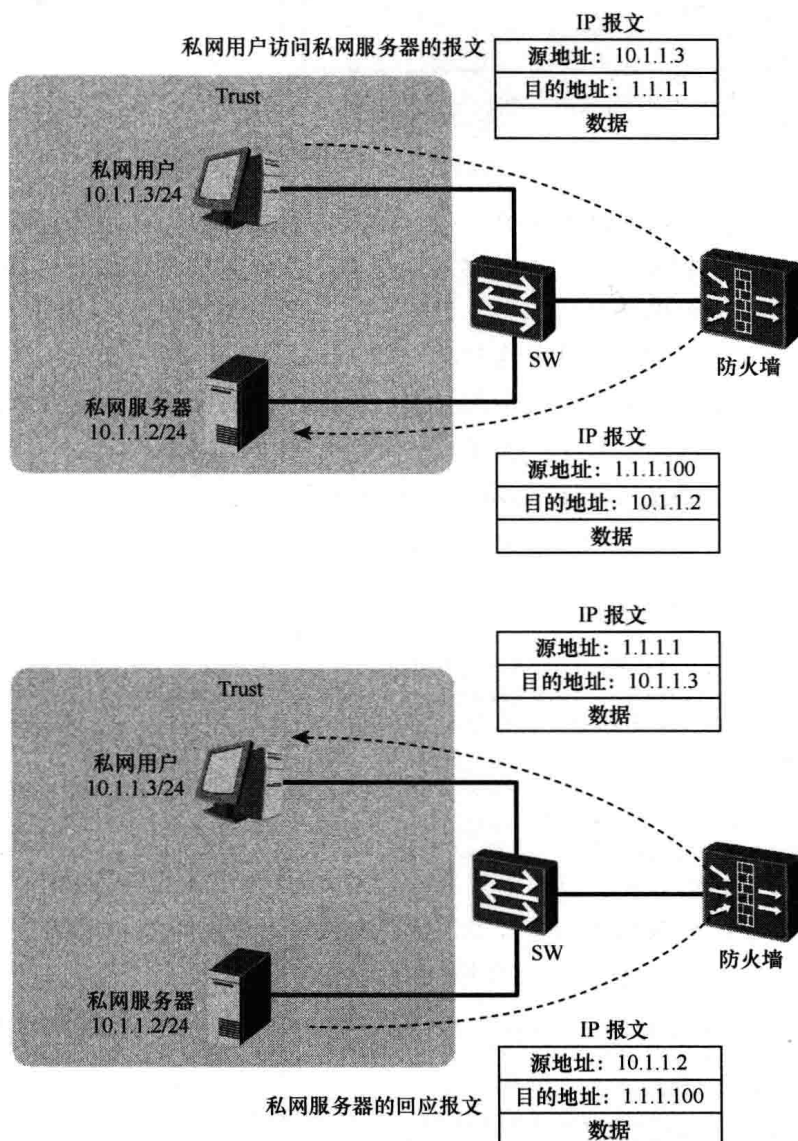 IP 报文
私网用户访问私网服务器的报文
源地址：10.1.1.3
目的地址：1.1.1.1
数据
Trust
私网用户
10.1.1.3/24
SW
防火墙
私网服务器
10.1.1.2/24
IP 报文
源地址：1.1.1.100
目的地址：10.1.1.2
数据
IP 报文
源地址：1.1.1.1
目的地址：10.1.1.3
数据
Trust
私网用户
10.1.1.3/24
SW
防火墙
私网服务器
10.1.1.2/24
IP 报文
源地址：10.1.1.2
私网服务器的回应报文
目的地址：1.1.1.100
数据